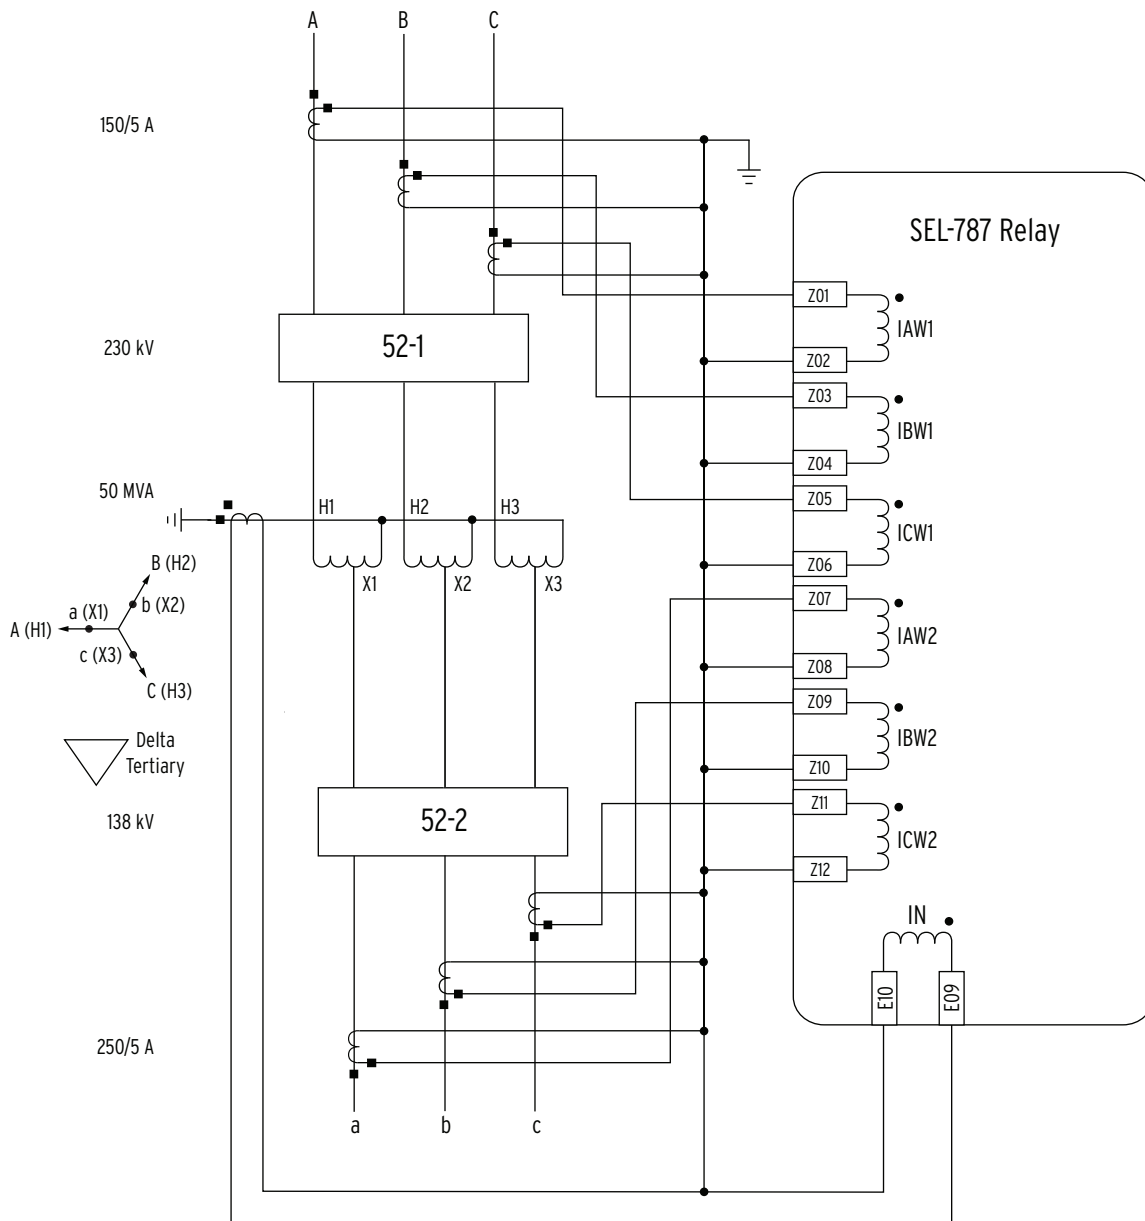 A
B
C
150/5 A
SEL-787 Relay
Z01
IAW1
230 kV
52-1
Z02
Z03
IBW1
Z04
50 MVA
H1
H2
H3
Z05
ICW1
Z06
X1
X2
X3
B (H2)
a (X1)
b (X2)
A (H1)
c (X3)
C (H3)
Z07
IAW2
Z08
Z09
IBW2
Delta
Tertiary
Z10
138 kV
52-2
Z11
ICW2
Z12
IN
E10
E09
250/5 A
a
b
c